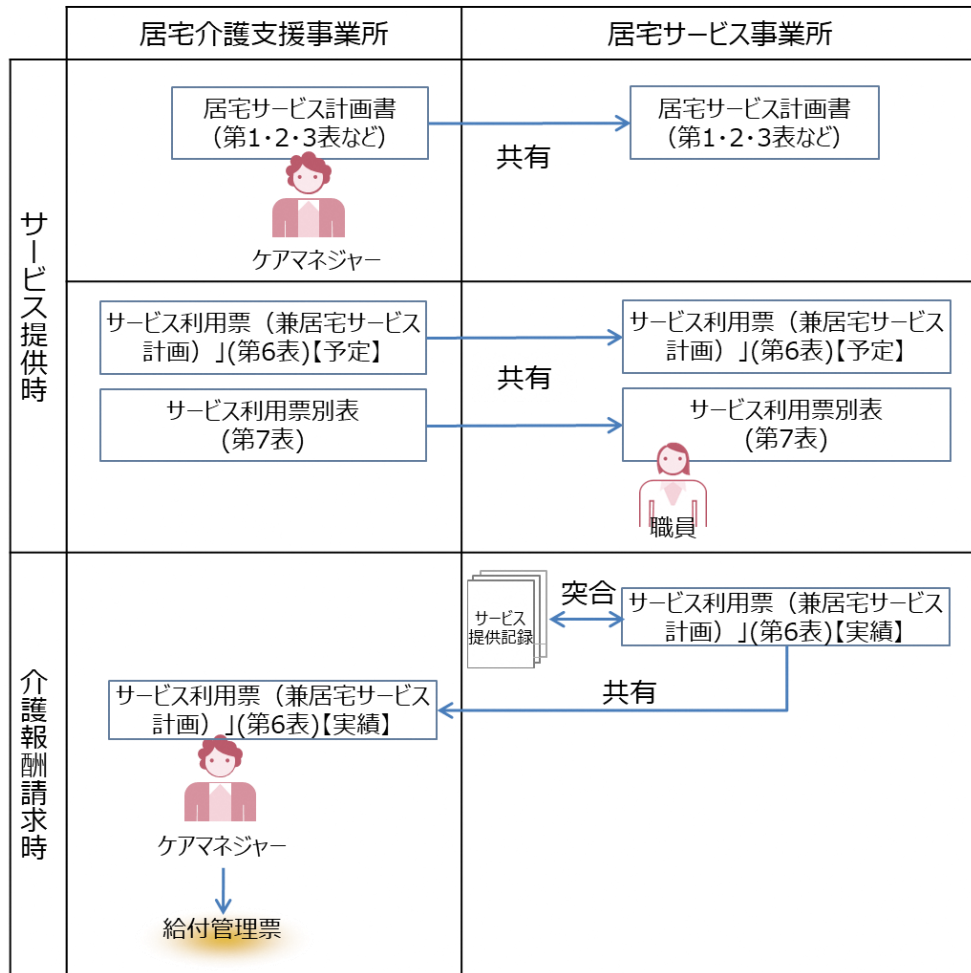 居宅介護支援事業所
居宅サービス事業所
サービス提供時
居宅サービス計画書
(第1・2・3表など)
共有
居宅サービス計画書
(第1・2・3表など)
ケアマネジャー
サービス利用票（兼居宅サービス
計画）」(第6表)【予定】
共有
サービス利用票（兼居宅サービス
計画）」(第6表)【予定】
サービス利用票別表
(第7表)
サービス利用票別表
(第7表)
職員
介護報酬請求時
サービス
提供記録
突合
サービス利用票（兼居宅サービス
計画）」(第6表)【実績】
共有
サービス利用票（兼居宅サービス
計画）」(第6表)【実績】
ケアマネジャー
給付管理票